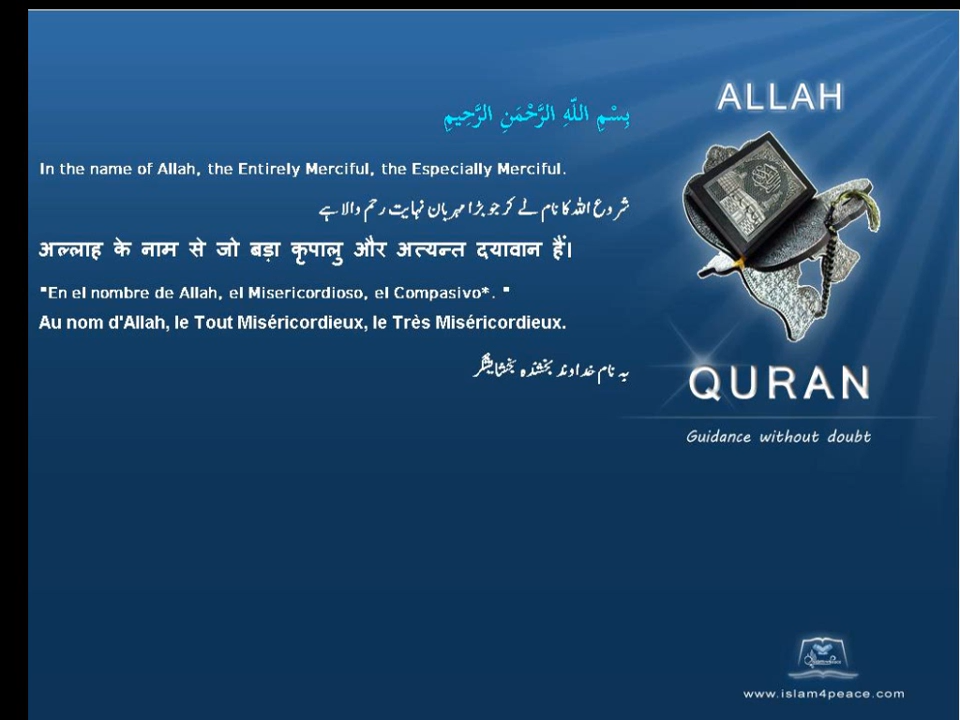 بِسْمِ اللّهِ الرَّحْمَنِ الرَّحِيمِ
In the name of Allah, the Entirely Merciful, the Especially Merciful.
شروع الله کا نام لے کر جو بڑا مہربان نہایت رحم والا ہے
अल्लाह के नाम से जो बड़ा कृपालु और अत्यन्त दयावान हैं।
"En el nombre de Allah, el Misericordioso, el Compasivo*. "
Au nom d'Allah, le Tout Miséricordieux, le Très Miséricordieux.
به نام خداوند بخشنده بخشایشگر
ALLAH
QURAN
Guidance without doubt
www.islam4peace.com